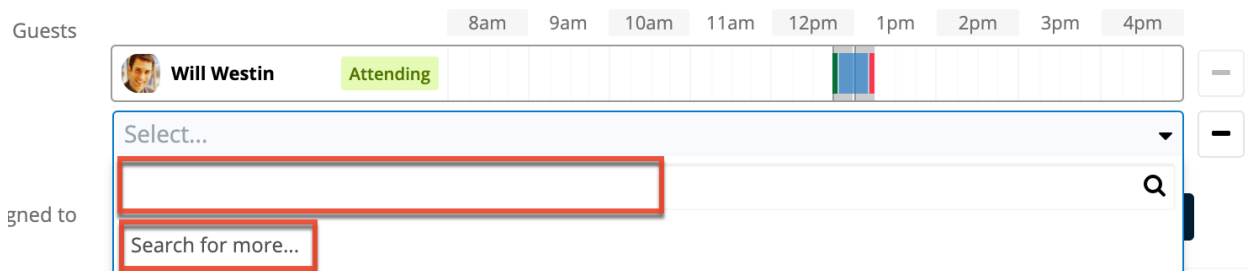 Guests 8am 9am 10am 11am 12pm 1pm 2pm 3pm 4pm
Will Westin Attending
Select...
gned to
Search for more...